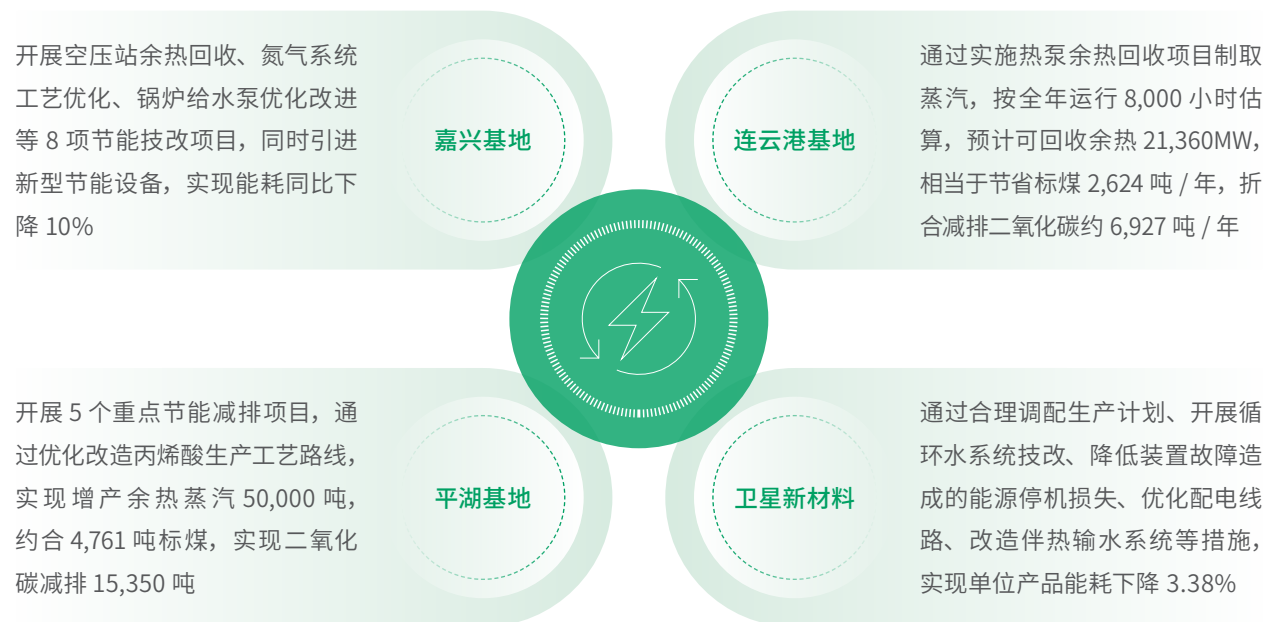 开展空压站余热回收、氮气系统
工艺优化、锅炉给水泵优化改进
等 8 项节能技改项目，同时引进
新型节能设备，实现能耗同比下
降 10%
嘉兴基地
连云港基地
通过实施热泵余热回收项目制取
蒸汽，按全年运行 8,000 小时估
算，预计可回收余热 21,360MW，
相当于节省标煤 2,624 吨 / 年，折
合减排二氧化碳约 6,927 吨 / 年
开展 5 个重点节能减排项目，通
过优化改造丙烯酸生产工艺路线，
实现增产余热蒸汽 50,000 吨，
约合 4,761 吨标煤，实现二氧化
碳减排 15,350 吨
平湖基地
卫星新材料
通过合理调配生产计划、开展循
环水系统技改、降低装置故障造
成的能源停机损失、优化配电线
路、改造伴热输水系统等措施，
实现单位产品能耗下降 3.38%